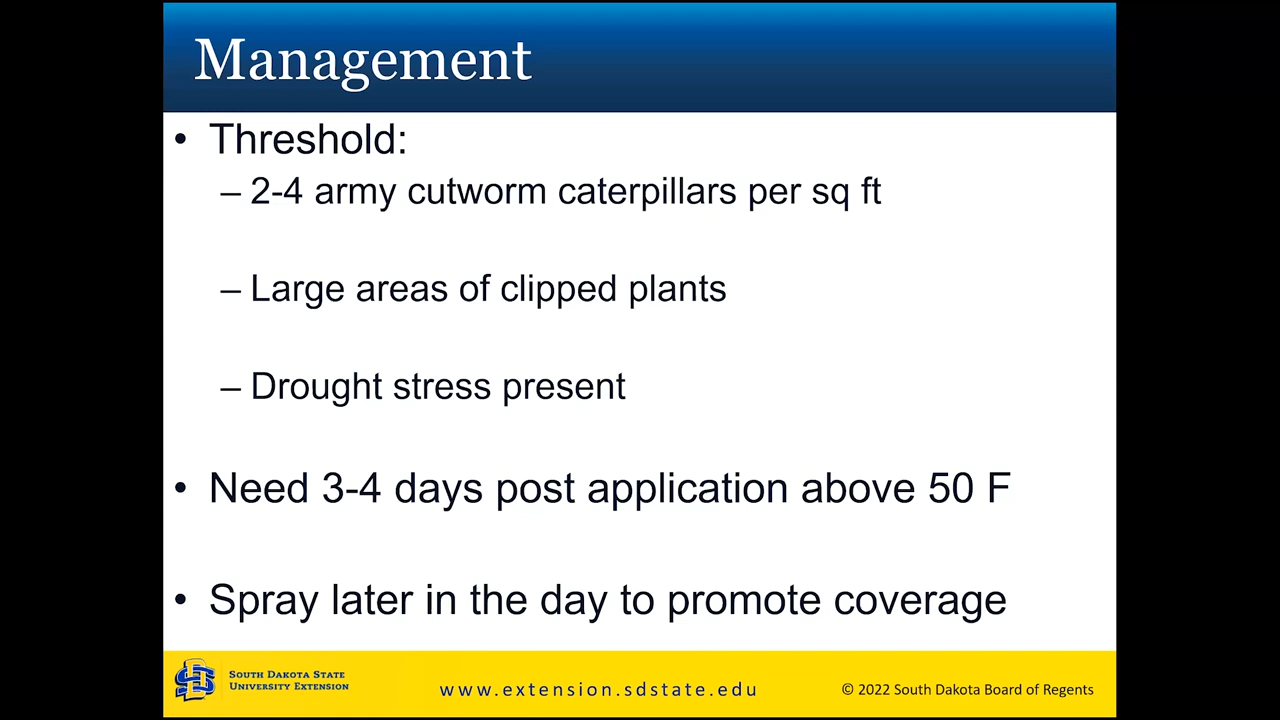 Management
• Threshold:
– 2-4 army cutworm caterpillars per sq ft
– Large areas of clipped plants
– Drought stress present
• Need 3-4 days post application above 50 F
• Spray later in the day to promote coverage
SOUTH DAKOTA STATE
UNIVERSITY EXTENSION
www.extension.sdstate.edu
© 2022 South Dakota Board of Regents